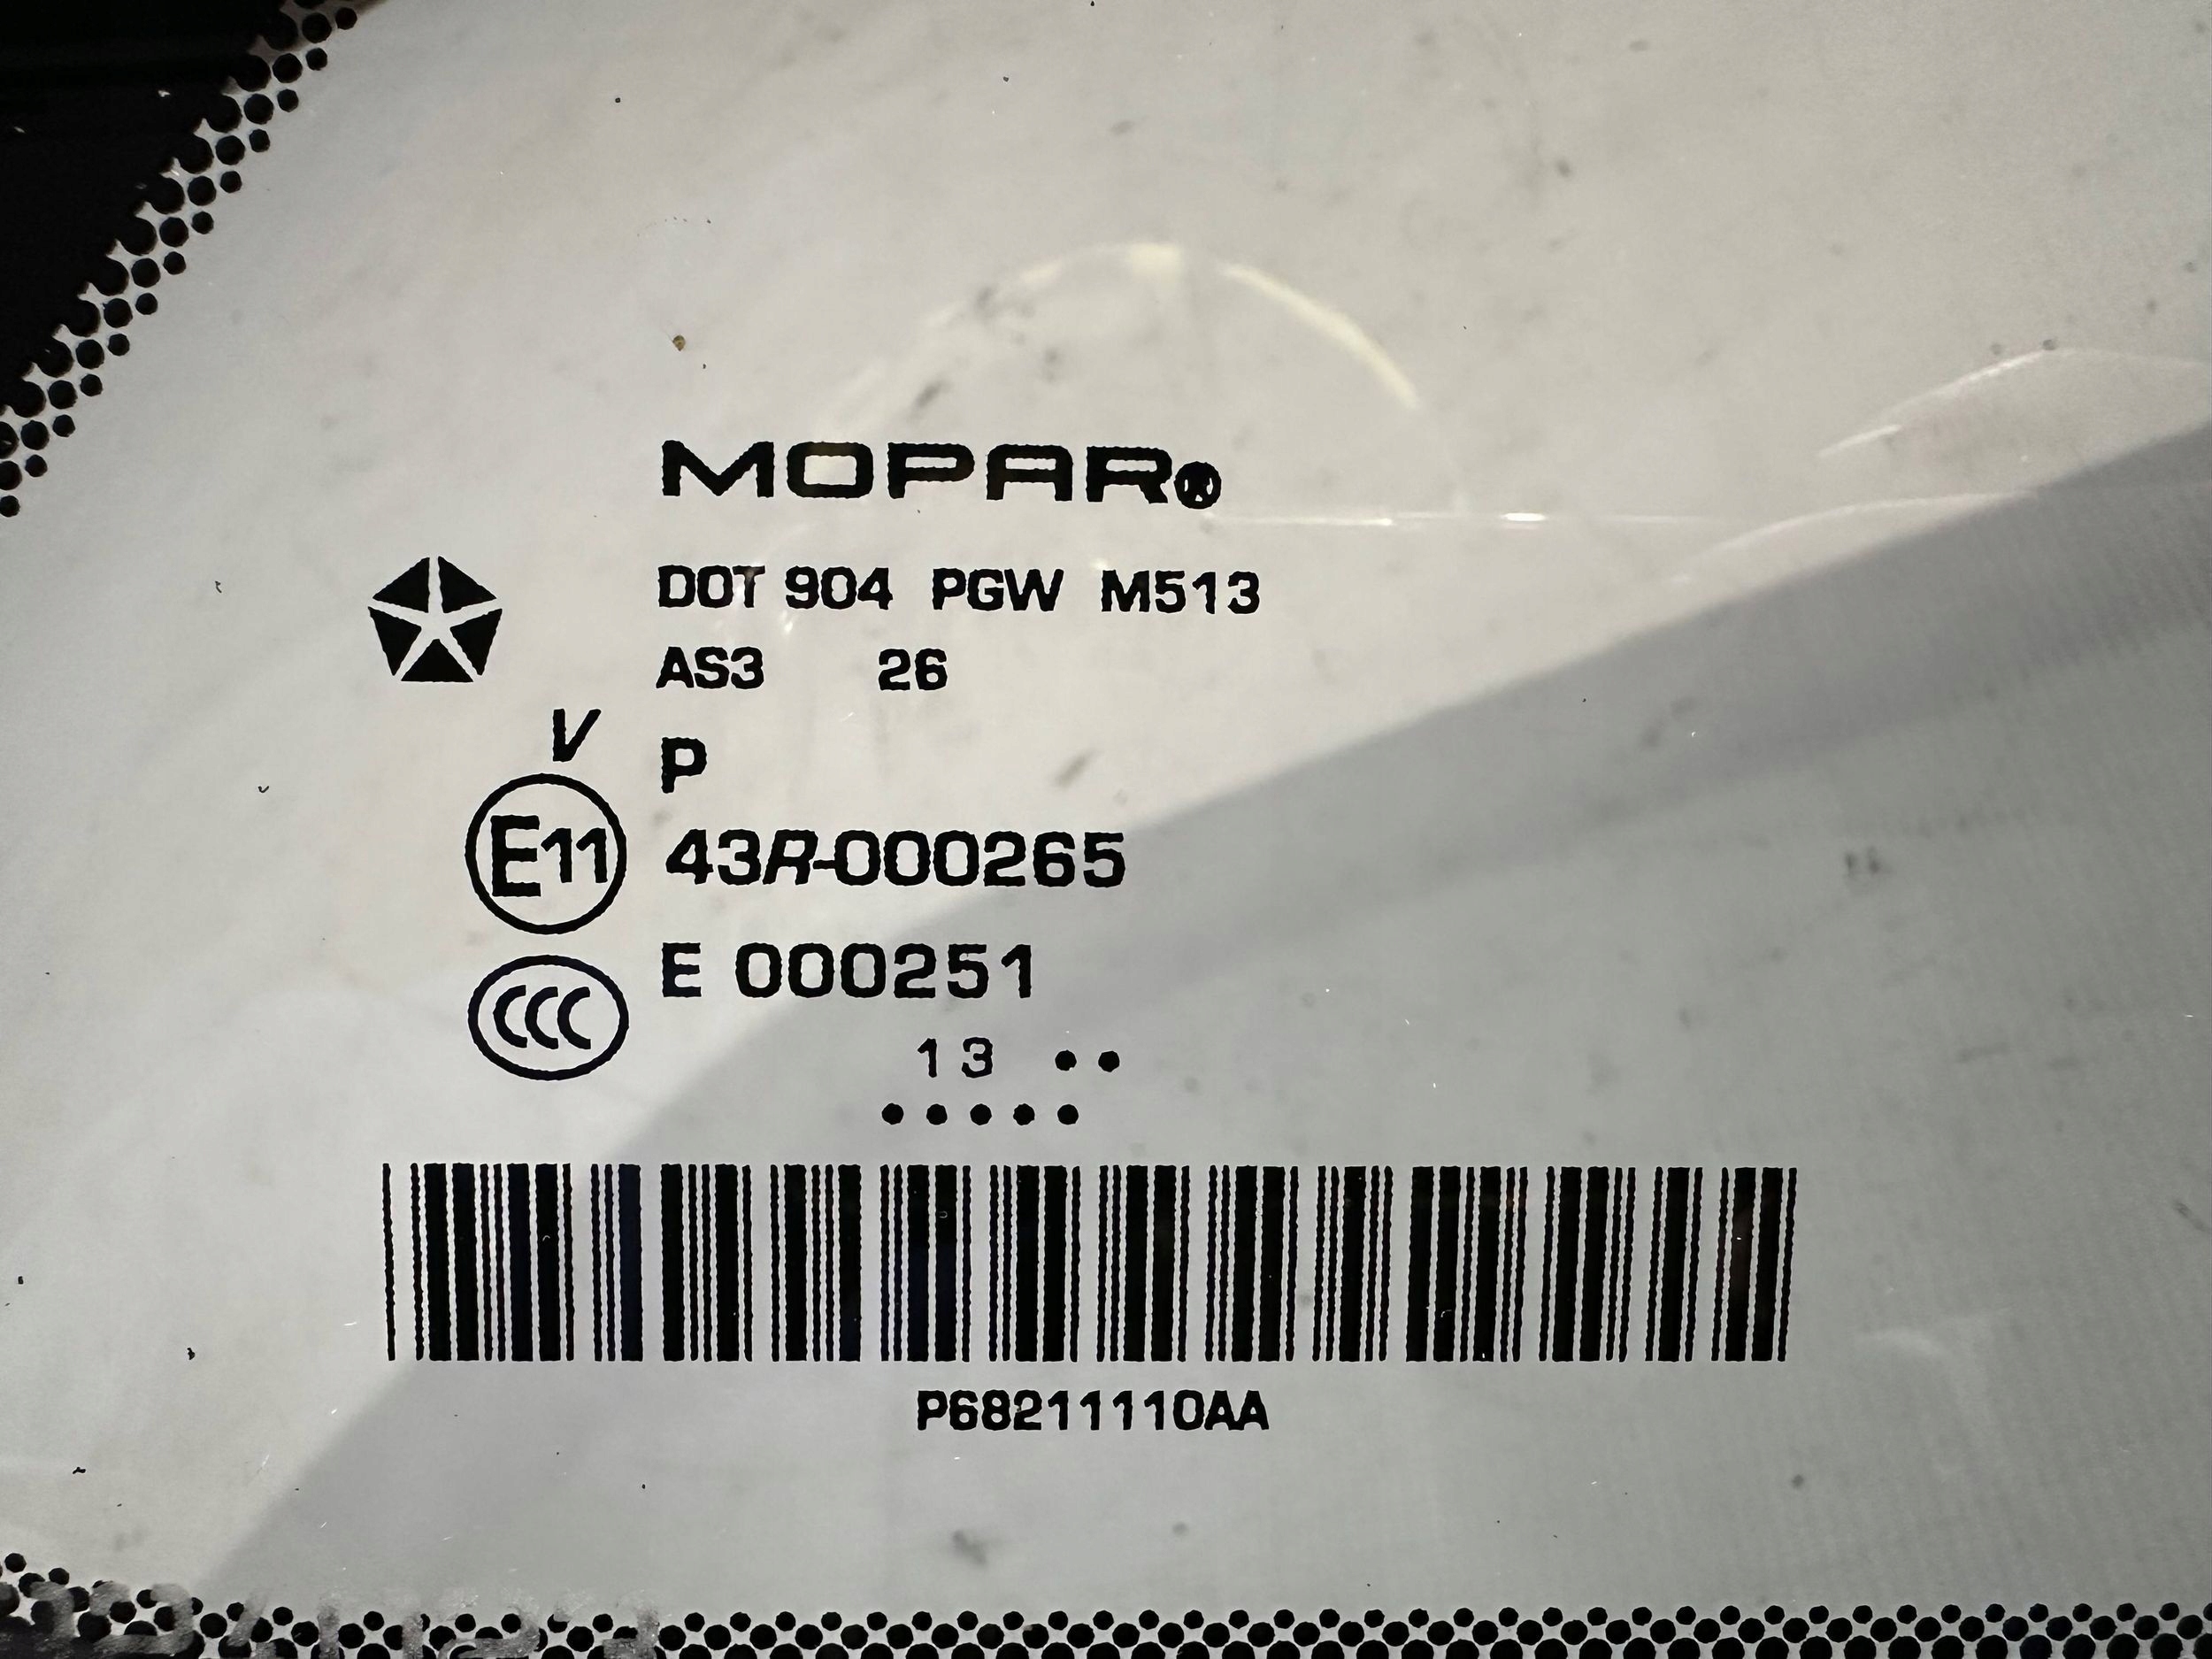 MOPAR®
DOT 904 PGW M513
AS3 26
V P
E11 43R-000265
CCC E 000251
13 ••
•••••
P68211110AA